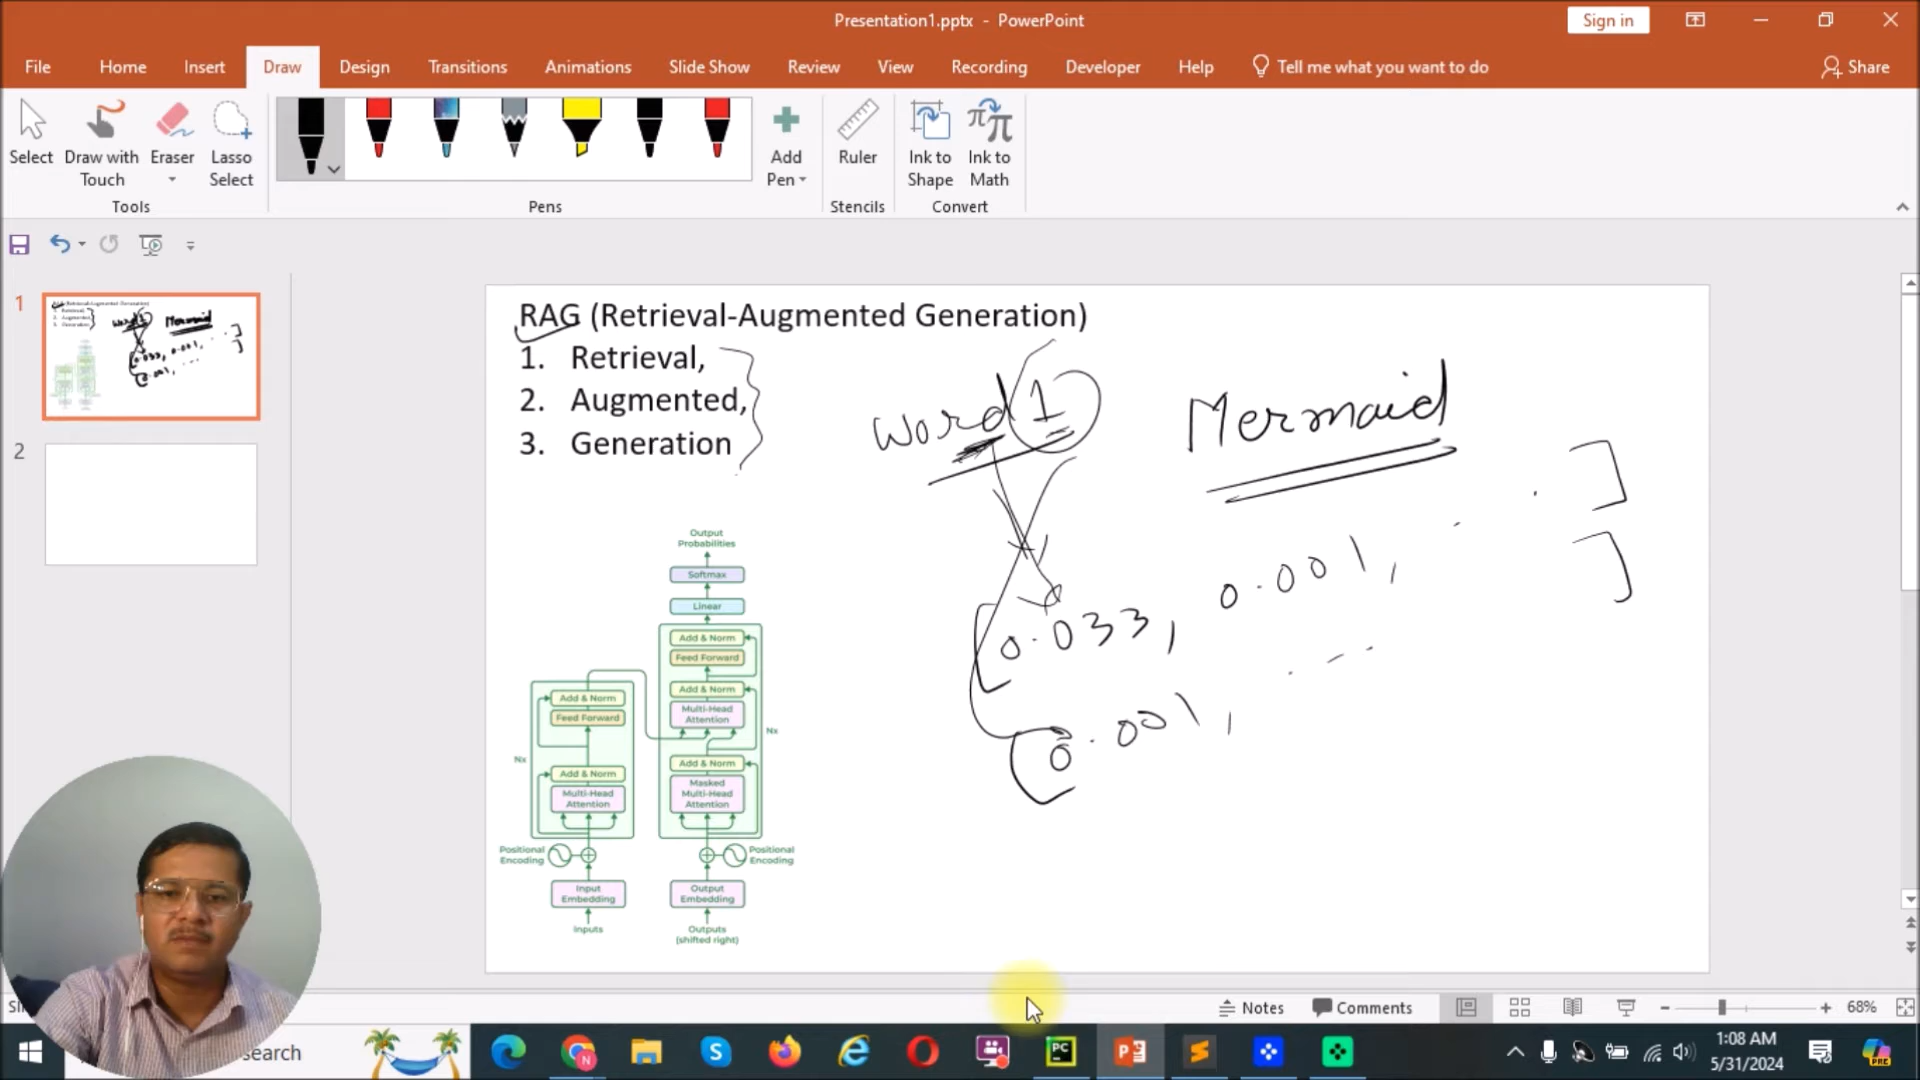 Presentation1.pptx - PowerPoint
Sign in
File Home Insert Draw Design Transitions Animations Slide Show Review View Recording Developer Help Tell me what you want to do Share
Select
Draw with Touch
Eraser
Lasso Select
Add Pen
Ruler
Ink to Shape
Ink to Math
Tools
Pens
Stencils
Convert
1
2
RAG (Retrieval-Augmented Generation)
1. Retrieval,
2. Augmented,
3. Generation
word 1
Mermaid
[0.033, 0.001, . . ]
[0.001, . -- ]
Output
Probabilities
Softmax
Linear
Add & Norm
Feed Forward
Add & Norm
Multi-Head
Attention
Add & Norm
Masked
Multi-Head
Attention
Nx
Add & Norm
Feed Forward
Add & Norm
Multi-Head
Attention
Nx
Positional
Encoding
Positional
Encoding
Input
Embedding
Output
Embedding
Inputs
Outputs
(shifted right)
Notes Comments 68%
search
PC
P
1:08 AM
5/31/2024
PRE